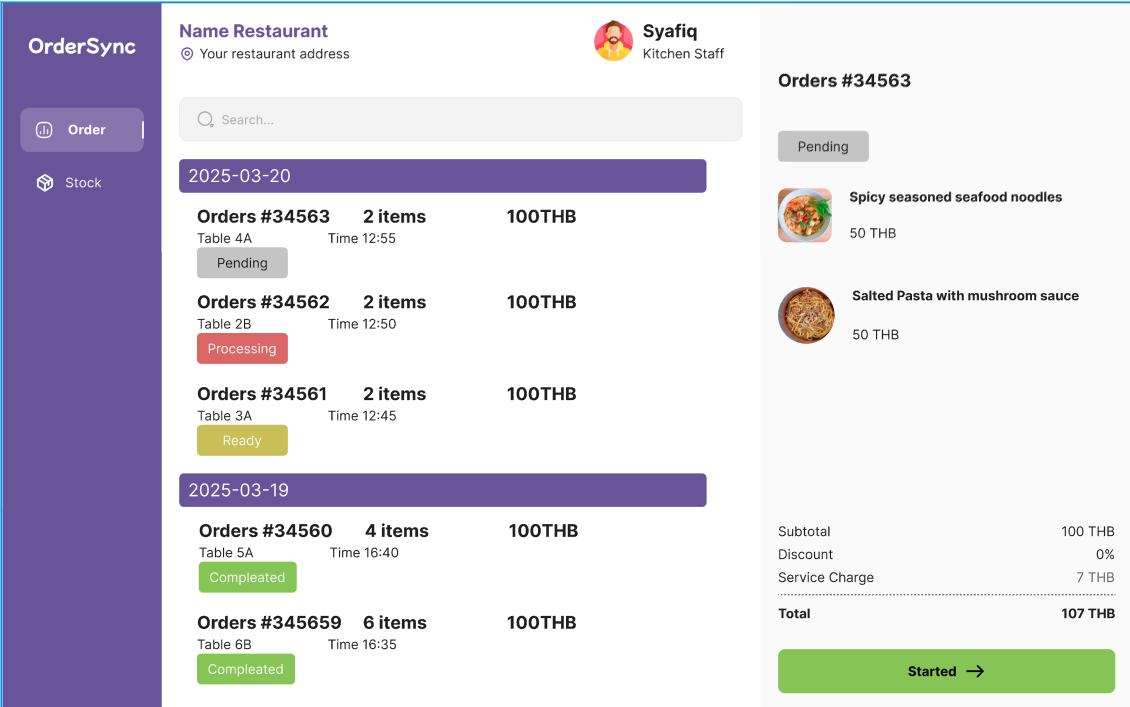 OrderSync
Order
Stock
Name Restaurant
Your restaurant address
Syafiq
Kitchen Staff
Search...
2025-03-20
Orders #34563 2 items 100THB
Table 4A Time 12:55
Pending
Orders #34562 2 items 100THB
Table 2B Time 12:50
Processing
Orders #34561 2 items 100THB
Table 3A Time 12:45
Ready
2025-03-19
Orders #34560 4 items 100THB
Table 5A Time 16:40
Compleated
Orders #345659 6 items 100THB
Table 6B Time 16:35
Compleated
Orders #34563
Pending
Spicy seasoned seafood noodles
50 THB
Salted Pasta with mushroom sauce
50 THB
Subtotal 100 THB
Discount 0%
Service Charge 7 THB
Total 107 THB
Started →